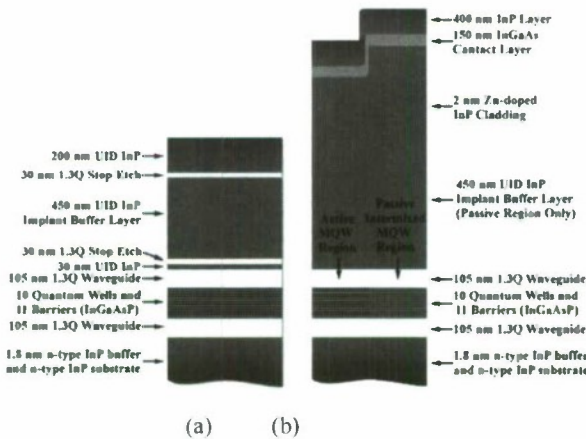 200 nm UID InP
30 nm 1.3Q Stop Etch
450 nm UID InP
Implant Buffer Layer
30 nm 1.3Q Stop Etch
30 nm UID InP
105 nm 1.3Q Waveguide
10 Quantum Wells and
11 Barriers (InGaAsP)
105 nm 1.3Q Waveguide
1.8 nm n-type InP buffer
and n-type InP substrate
(a)
400 nm InP Layer
150 nm InGaAs
Contact Layer
2 nm Zn-doped
InP Cladding
450 UID InP
Implant Buffer Layer
(Passive Region Only)
Active
MQW
Region
Passive
Intermixed
MQW
Region
105 nm 1.3Q Waveguide
10 Quantum Wells and
11 Barriers (InGaAsP)
105 nm 1.3Q Waveguide
1.8 nm n-type InP buffer
and n-type InP substrate
(b)